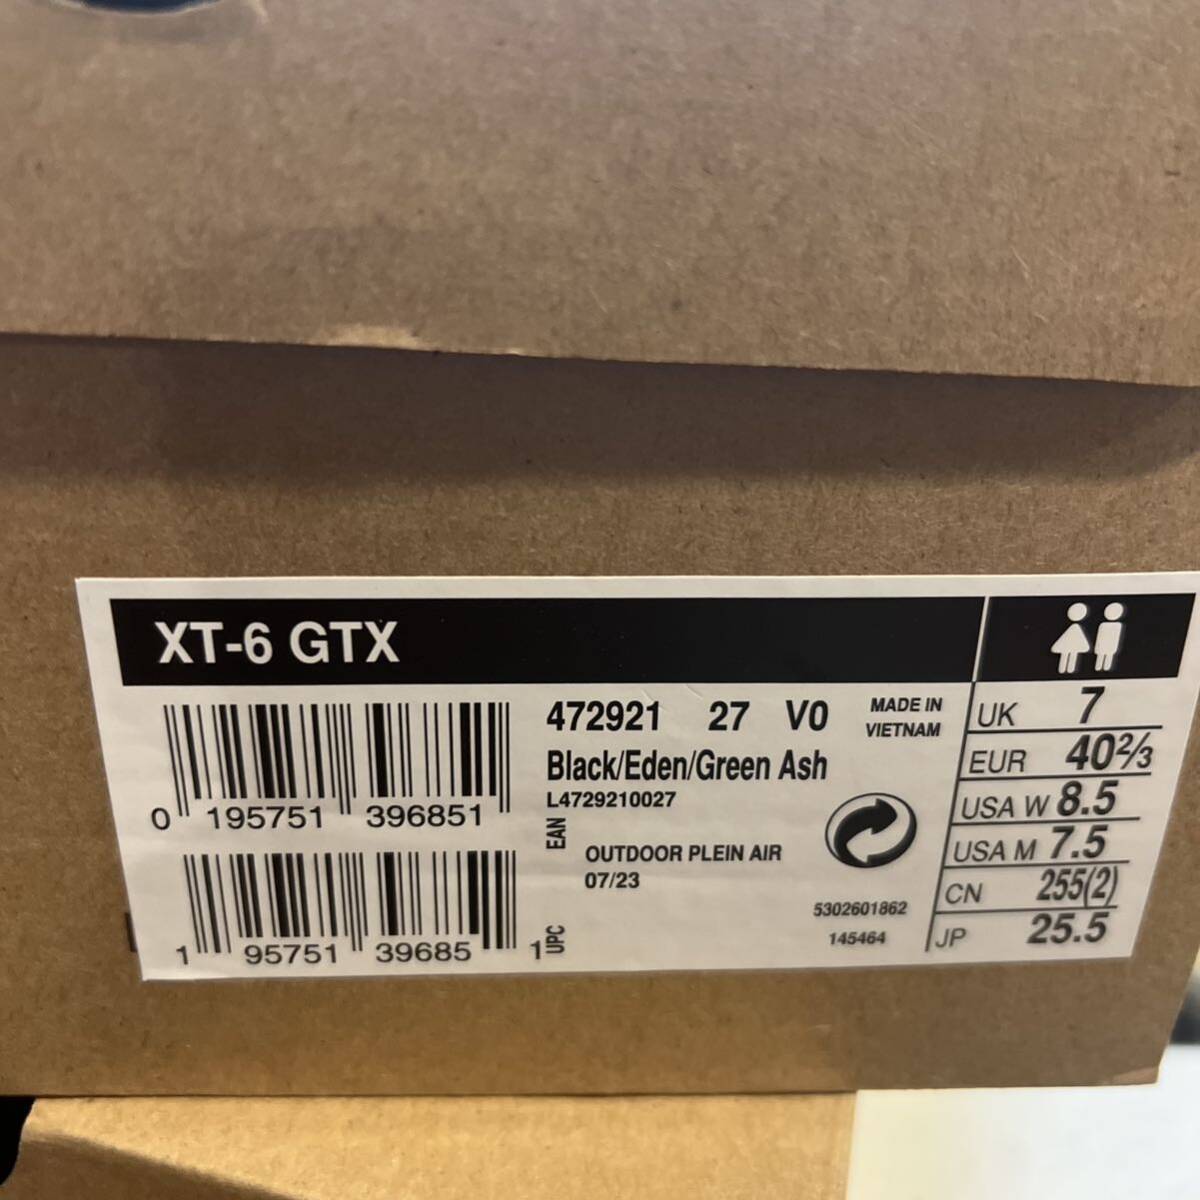 XT-6 GTX
472921 27 V0
MADE IN
VIETNAM
Black/Eden/Green Ash
L4729210027
0 195751 396851
EAN
OUTDOOR PLEIN AIR
07/23
5302601862
145464
1 95751 39685 1
UPC
UK 7
EUR 40⅔
USA W 8.5
USA M 7.5
CN 255(2)
JP 25.5